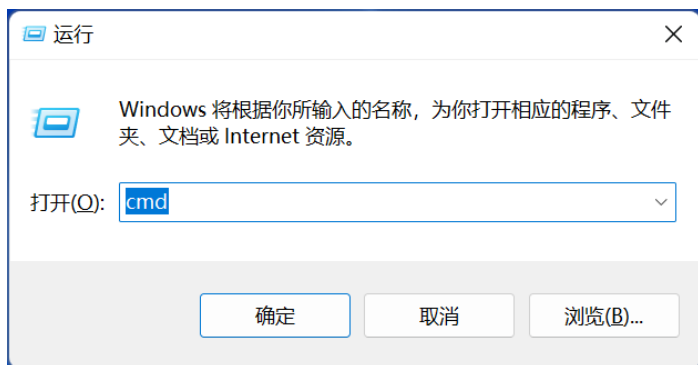 运行
Windows 将根据你所输入的名称，为你打开相应的程序、文件
夹、文档或 Internet 资源。
打开(O): cmd
确定 取消 浏览(B)...